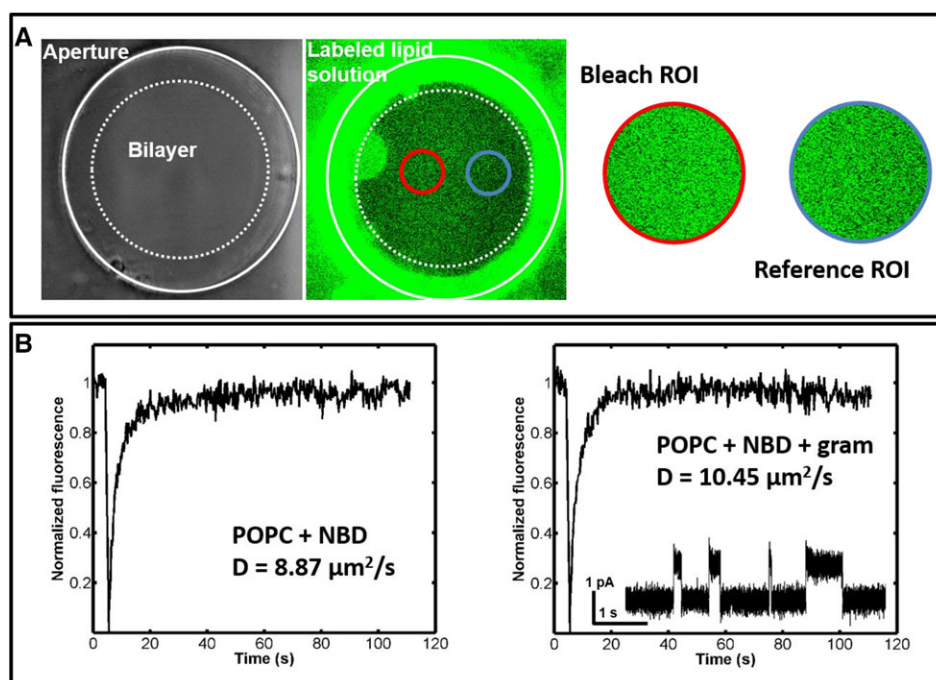 A
Aperture
Bilayer
Labeled lipid
solution
Bleach ROI
Reference ROI
B
Normalized fluorescence
1
0.8
0.6
0.4
0.2
POPC + NBD
D = 8.87 µm²/s
0 20 40 60 80 100 120
Time (s)
Normalized fluorescence
1
0.8
0.6
0.4
0.2
POPC + NBD + gram
D = 10.45 µm²/s
1 pA
1 s
0 20 40 60 80 100 120
Time (s)